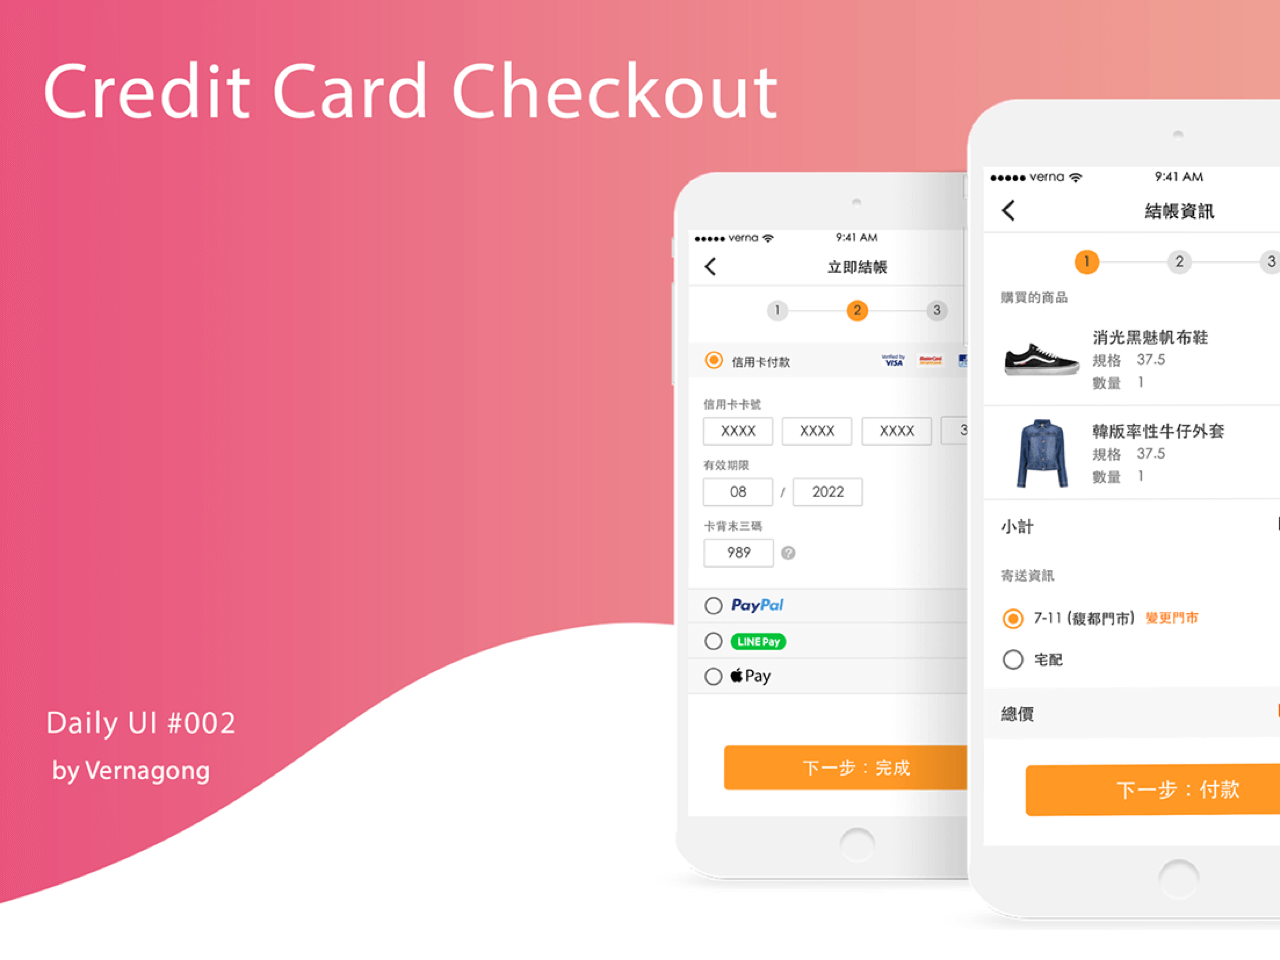 Credit Card Checkout
Daily UI #002
by Vernagong
verna
9:41 AM
立即結帳
1
2
3
信用卡付款
Verified by
VISA
MasterCard
信用卡卡號
XXXX
XXXX
XXXX
3
有效期限
08 / 2022
卡背末三碼
989
?
PayPal
LINE Pay
Pay
下一步：完成
verna
9:41 AM
結帳資訊
1
2
3
購買的商品
消光黑魅帆布鞋
規格 37.5
數量 1
韓版率性牛仔外套
規格 37.5
數量 1
小計
寄送資訊
7-11 (馥都門市) 變更門市
宅配
總價
下一步：付款